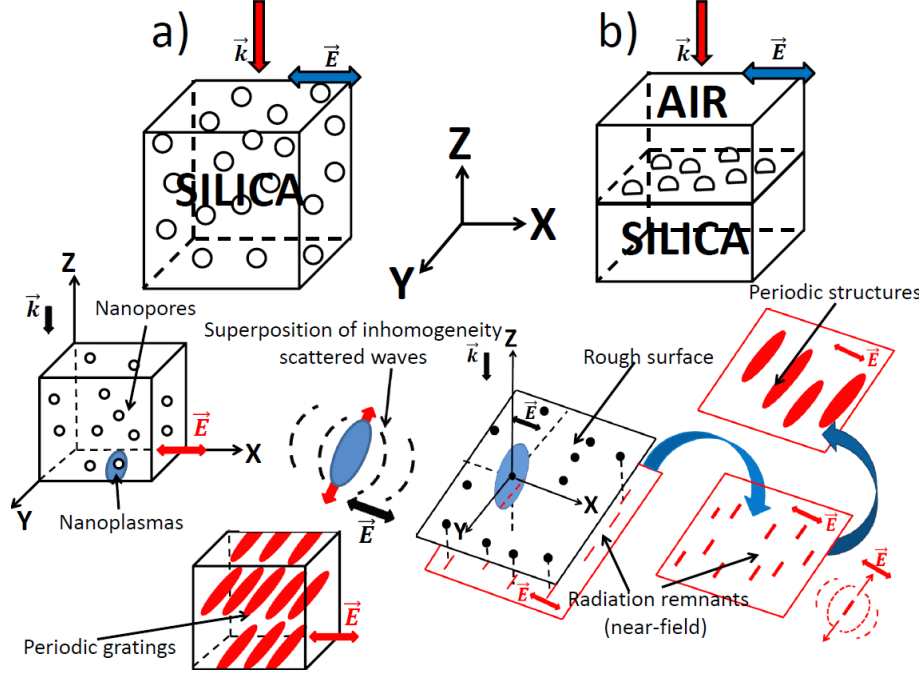 a)
k
E
SILICA
Z
X
Y
b)
k
E
AIR
SILICA
Z
k
Nanopores
E
X
Y
Nanoplasmas
Superposition of inhomogeneity
scattered waves
E
Periodic gratings
E
Z
k
E
Rough surface
X
Y
E
Radiation remnants
(near-field)
Periodic structures
E
E
E